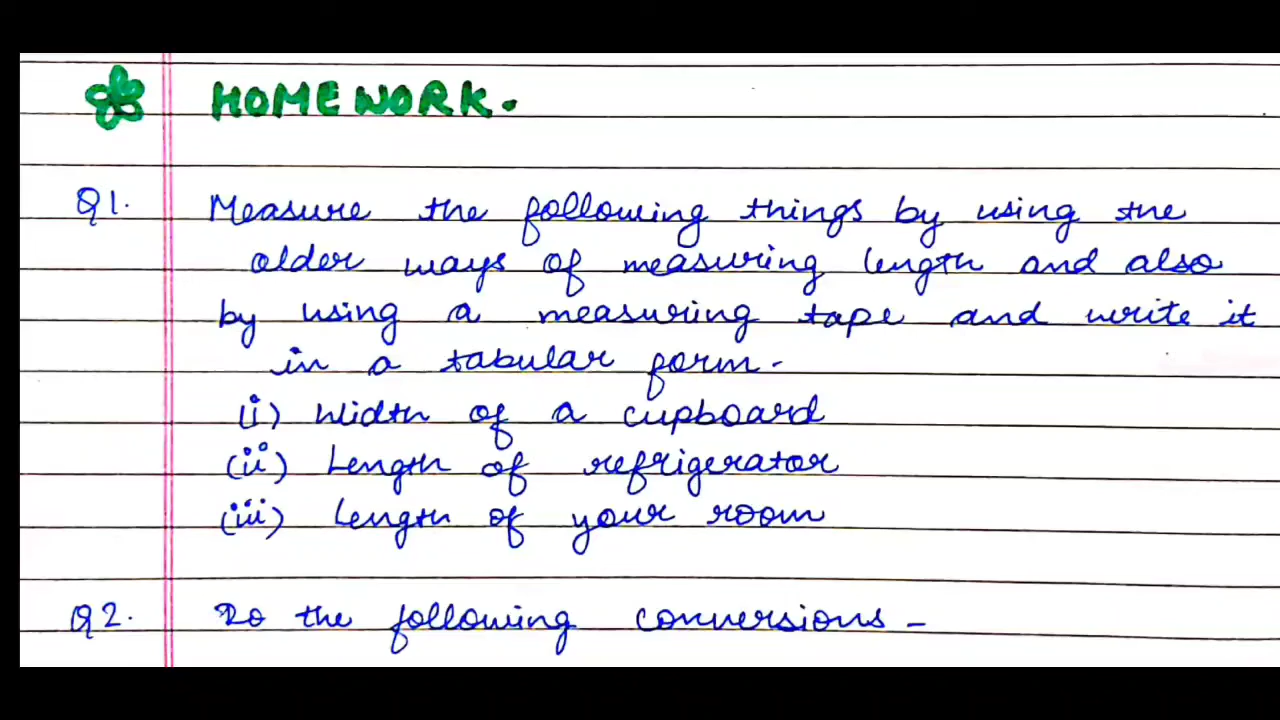 HOMEWORK.
Q1. Measure the following things by using the
older ways of measuring length and also
by using a measuring tape and write it
in a tabular form.
(i) Width of a cupboard
(ii) Length of refrigerator
(iii) Length of your room
Q2. Do the following conversions -